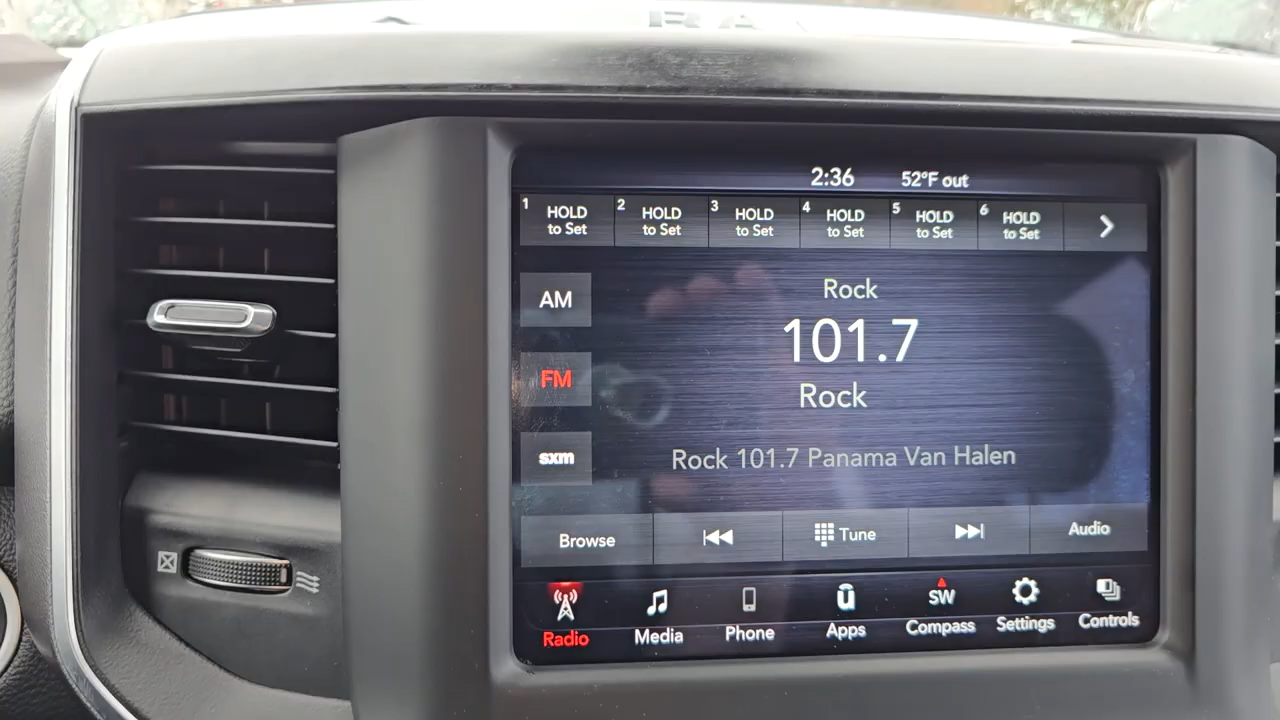 2:36 52°F out
1 HOLD to Set
2 HOLD to Set
3 HOLD to Set
4 HOLD to Set
5 HOLD to Set
6 HOLD to Set
AM
FM
sxm
Rock
101.7
Rock
Rock 101.7 Panama Van Halen
Browse
Tune
Audio
Radio
Media
Phone
Apps
SW
Compass
Settings
Controls